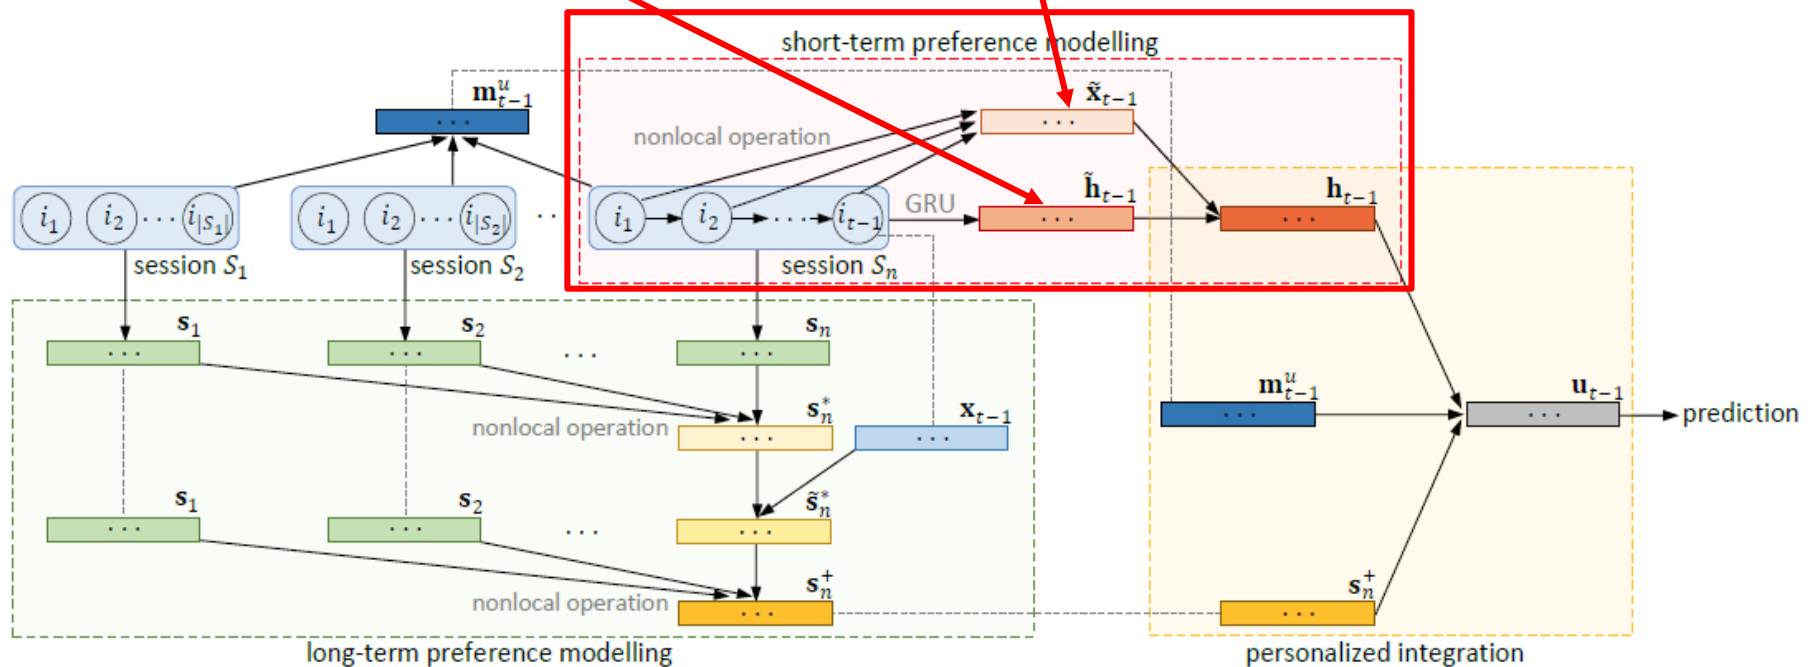 short-term preference modelling
m^u_{t−1}
x̃_{t−1}
. . .
. . .
nonlocal operation
h̃_{t−1}
h_{t−1}
i_1 i_2 · · · i_{|S_1|}
i_1 i_2 · · · i_{|S_2|}
· ·
i_1 i_2 · · · i_{t−1}
GRU
. . .
. . .
session S_1
session S_2
session S_n
s_1
s_2
s_n
. . .
. . .
. . .
. . .
m^u_{t−1}
u_{t−1}
s^*_n
x_{t−1}
nonlocal operation
. . .
. . .
. . .
. . .
prediction
s_1
s_2
s̃^*_n
. . .
. . .
. . .
. . .
s^+_n
s^+_n
nonlocal operation
. . .
. . .
long-term preference modelling
personalized integration